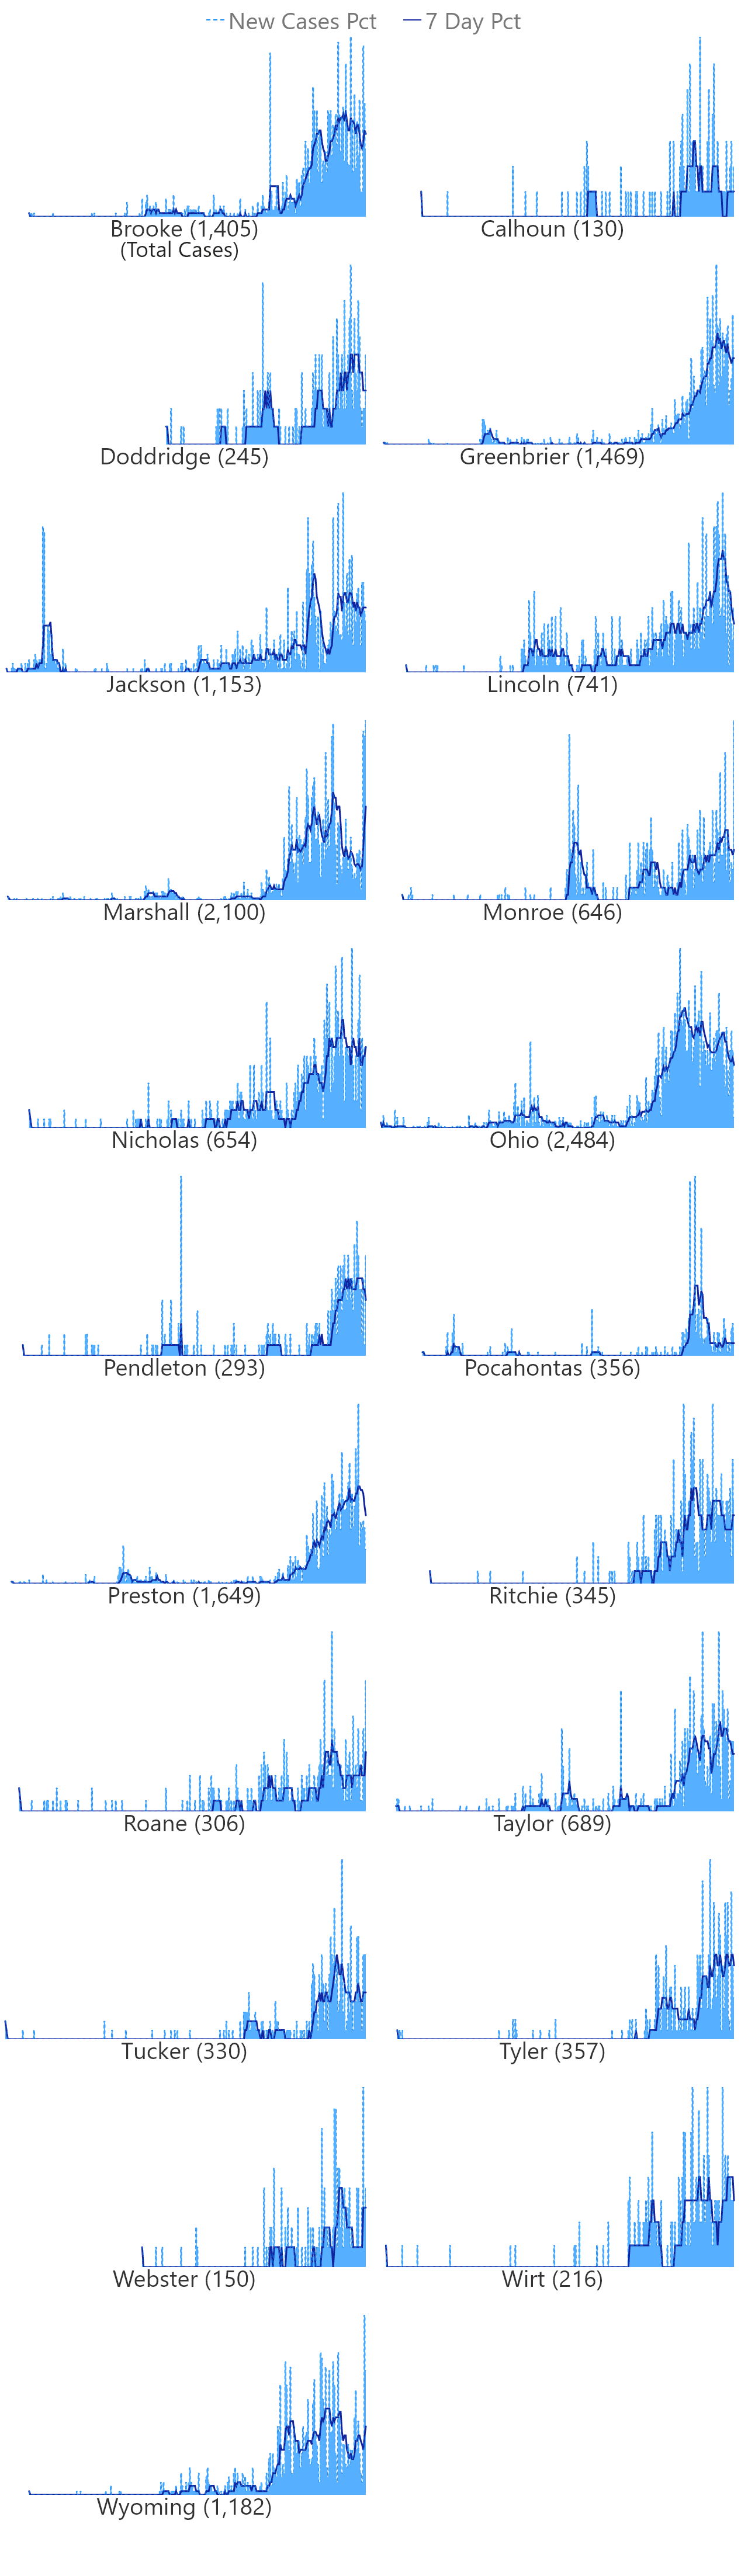 New Cases Pct 7 Day Pct
Brooke (1,405) Calhoun (130)
(Total Cases)
Doddridge (245) Greenbrier (1,469)
Jackson (1,153) Lincoln (741)
Marshall (2,100) Monroe (646)
Nicholas (654) Ohio (2,484)
Pendleton (293) Pocahontas (356)
Preston (1,649) Ritchie (345)
Roane (306) Taylor (689)
Tucker (330) Tyler (357)
Webster (150) Wirt (216)
Wyoming (1,182)